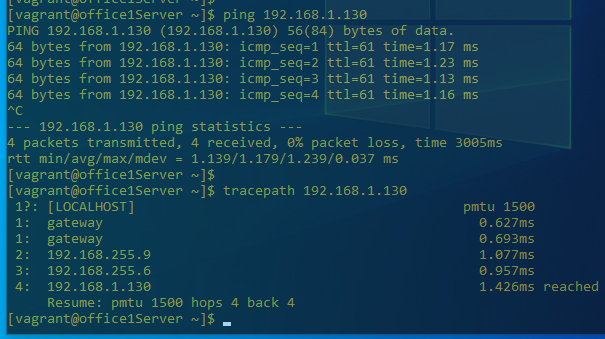 [vagrant@office1Server ~]$ ping 192.168.1.130
PING 192.168.1.130 (192.168.1.130) 56(84) bytes of data.
64 bytes from 192.168.1.130: icmp_seq=1 ttl=61 time=1.17 ms
64 bytes from 192.168.1.130: icmp_seq=2 ttl=61 time=1.23 ms
64 bytes from 192.168.1.130: icmp_seq=3 ttl=61 time=1.13 ms
64 bytes from 192.168.1.130: icmp_seq=4 ttl=61 time=1.16 ms
^C
--- 192.168.1.130 ping statistics ---
4 packets transmitted, 4 received, 0% packet loss, time 3005ms
rtt min/avg/max/mdev = 1.139/1.179/1.239/0.037 ms
[vagrant@office1Server ~]$
[vagrant@office1Server ~]$ tracepath 192.168.1.130
1?: [LOCALHOST] pmtu 1500
1: gateway 0.627ms
1: gateway 0.693ms
2: 192.168.255.9 1.077ms
3: 192.168.255.6 0.957ms
4: 192.168.1.130 1.426ms reached
Resume: pmtu 1500 hops 4 back 4
[vagrant@office1Server ~]$